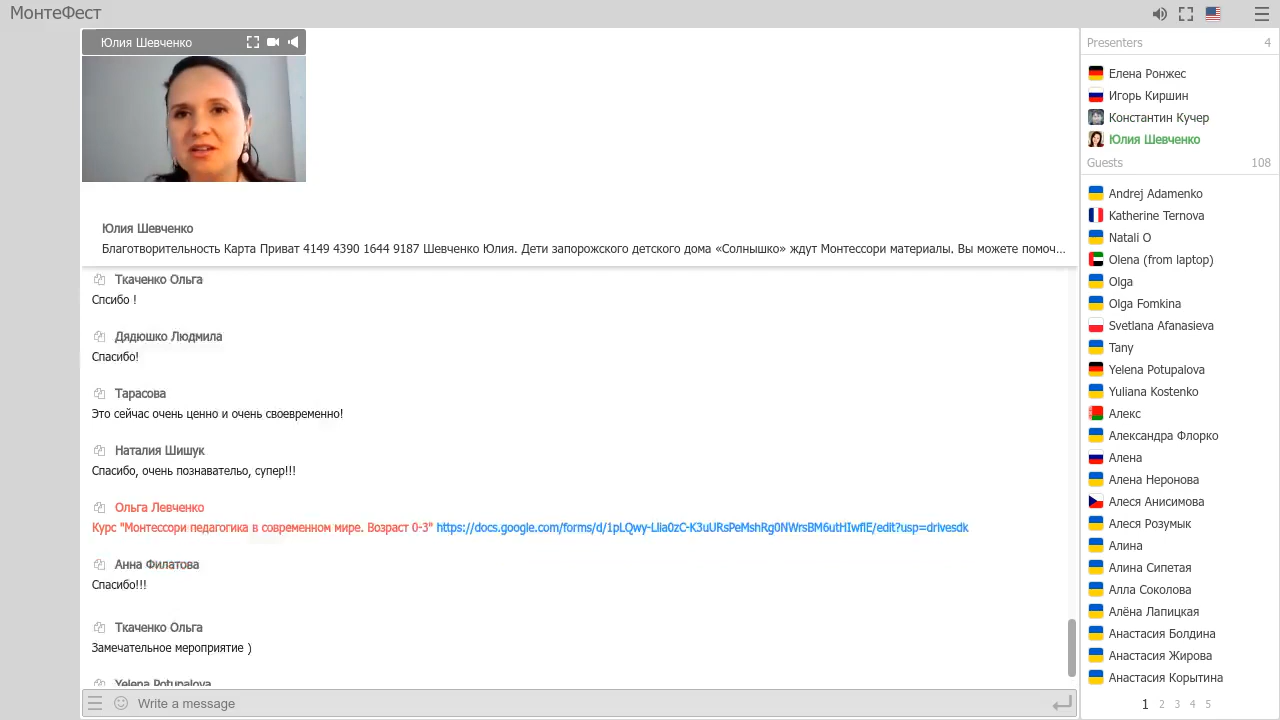 МонтеФест
Юлия Шевченко
Юлия Шевченко
Благотворительность Карта Приват 4149 4390 1644 9187 Шевченко Юлия. Дети запорожского детского дома «Солнышко» ждут Монтессори материалы. Вы можете помоч...
Ткаченко Ольга
Спсибо !
Дядюшко Людмила
Спасибо!
Тарасова
Это сейчас очень ценно и очень своевременно!
Наталия Шишук
Спасибо, очень познавательо, супер!!!
Ольга Левченко
Курс "Монтессори педагогика в современном мире. Возраст 0-3" https://docs.google.com/forms/d/1pLQwy-Llia0zC-K3uURsPeMshRg0NWrsBM6utHIwflE/edit?usp=drivesdk
Анна Филатова
Спасибо!!!
Ткаченко Ольга
Замечательное мероприятие )
Yelena Potupalova
Write a message
Presenters 4
Елена Ронжес
Игорь Киршин
Константин Кучер
Юлия Шевченко
Guests 108
Andrej Adamenko
Katherine Ternova
Natali O
Olena (from laptop)
Olga
Olga Fomkina
Svetlana Afanasieva
Tany
Yelena Potupalova
Yuliana Kostenko
Алекс
Александра Флорко
Алена
Алена Неронова
Алеся Анисимова
Алеся Розумык
Алина
Алина Сипетая
Алла Соколова
Алёна Лапицкая
Анастасия Болдина
Анастасия Жирова
Анастасия Корытина
1 2 3 4 5